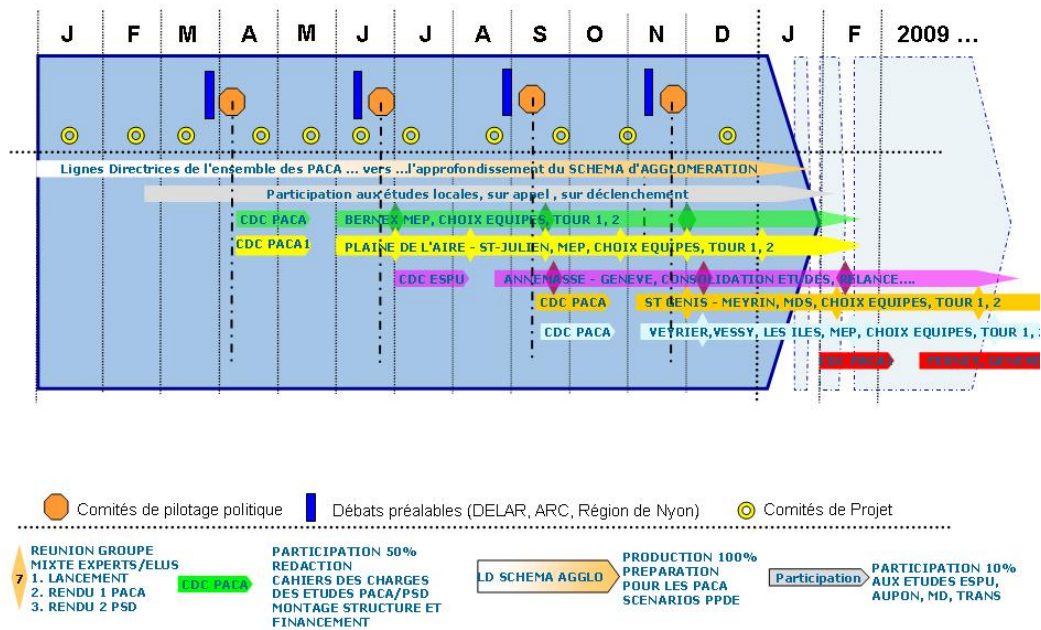 J F M A M J J A S O N D J F 2009 ...
Lignes Directrices de l'ensemble des PACA ... vers ...l'approfondissement du SCHEMA d'AGGLOMERATION
Participation aux études locales, sur appel , sur déclenchement
CDC PACA BERNEX MEP, CHOIX EQUIPES, TOUR 1, 2
CDC PACA1 PLAINE DE L'AIRE - ST-JULIEN, MEP, CHOIX EQUIPES, TOUR 1, 2
CDC ESPU ANNEMASSE - GENEVE, CONSOLIDATION ETUDES, RELANCE....
CDC PACA ST GENIS - MEYRIN, MDS, CHOIX EQUIPES, TOUR 1, 2
CDC PACA VEYRIER,VESSY, LES ILES, MEP, CHOIX EQUIPES, TOUR 1,
CDC PACA FERNEY, GENEVE
Comités de pilotage politique Débats préalables (DELAR, ARC, Région de Nyon) Comités de Projet
7
REUNION GROUPE
MIXTE EXPERTS/ELUS
1. LANCEMENT
2. RENDU 1 PACA
3. RENDU 2 PSD
CDC PACA
PARTICIPATION 50%
REDACTION
CAHIERS DES CHARGES
DES ETUDES PACA/PSD
MONTAGE STRUCTURE ET
FINANCEMENT
LD SCHEMA AGGLO
PRODUCTION 100%
PREPARATION
POUR LES PACA
SCENARIOS PPDE
Participation
PARTICIPATION 10%
AUX ETUDES ESPU,
AUPON, MD, TRANS